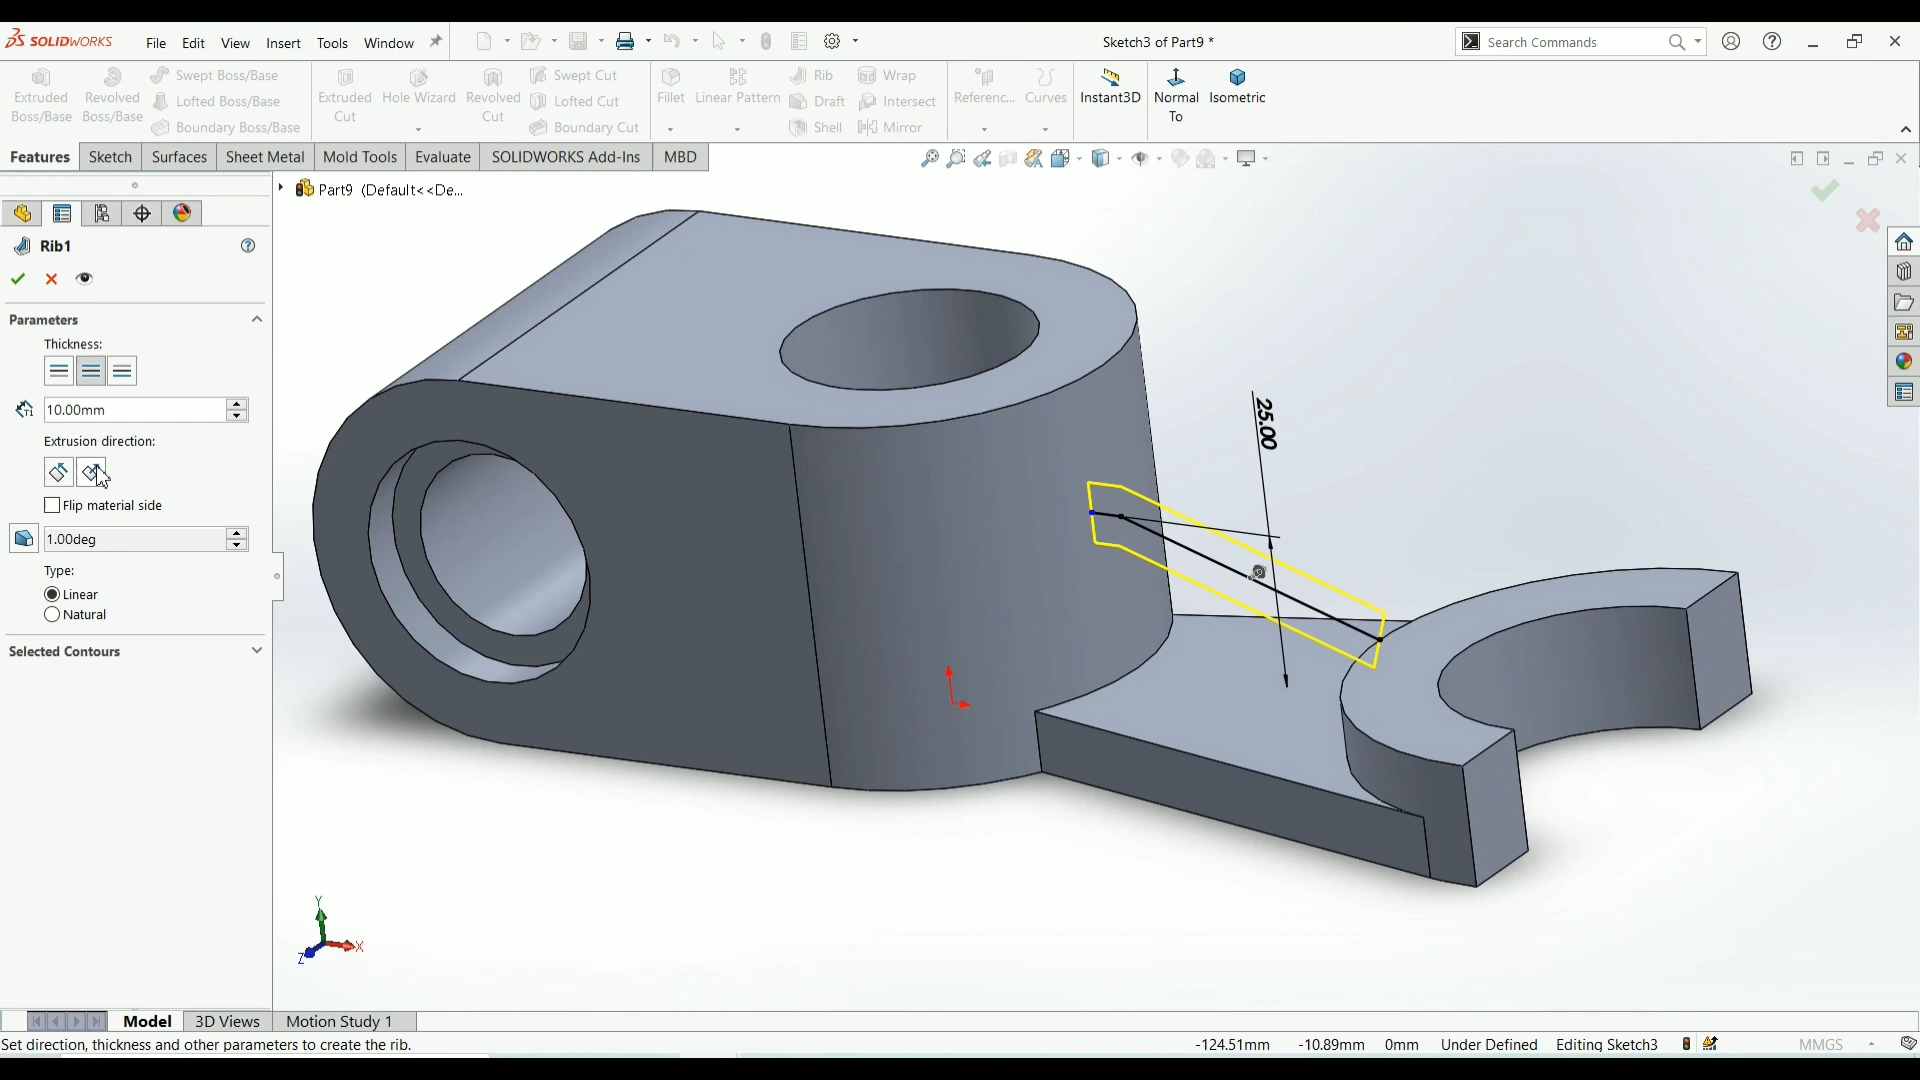 SOLIDWORKS File Edit View Insert Tools Window Sketch3 of Part9 * Search Commands
Extruded Boss/Base
Revolved Boss/Base
Swept Boss/Base
Lofted Boss/Base
Boundary Boss/Base
Extruded Cut
Hole Wizard
Revolved Cut
Swept Cut
Lofted Cut
Boundary Cut
Fillet
Linear Pattern
Rib
Draft
Shell
Wrap
Intersect
Mirror
Referenc...
Curves
Instant3D
Normal To
Isometric
Features Sketch Surfaces Sheet Metal Mold Tools Evaluate SOLIDWORKS Add-Ins MBD
Part9 (Default<<De...
Rib1
Parameters
Thickness:
T1
10.00mm
Extrusion direction:
Flip material side
1.00deg
Type:
Linear
Natural
Selected Contours
25.00
Y
X
Z
Model 3D Views Motion Study 1
Set direction, thickness and other parameters to create the rib. -124.51mm -10.89mm 0mm Under Defined Editing Sketch3 MMGS